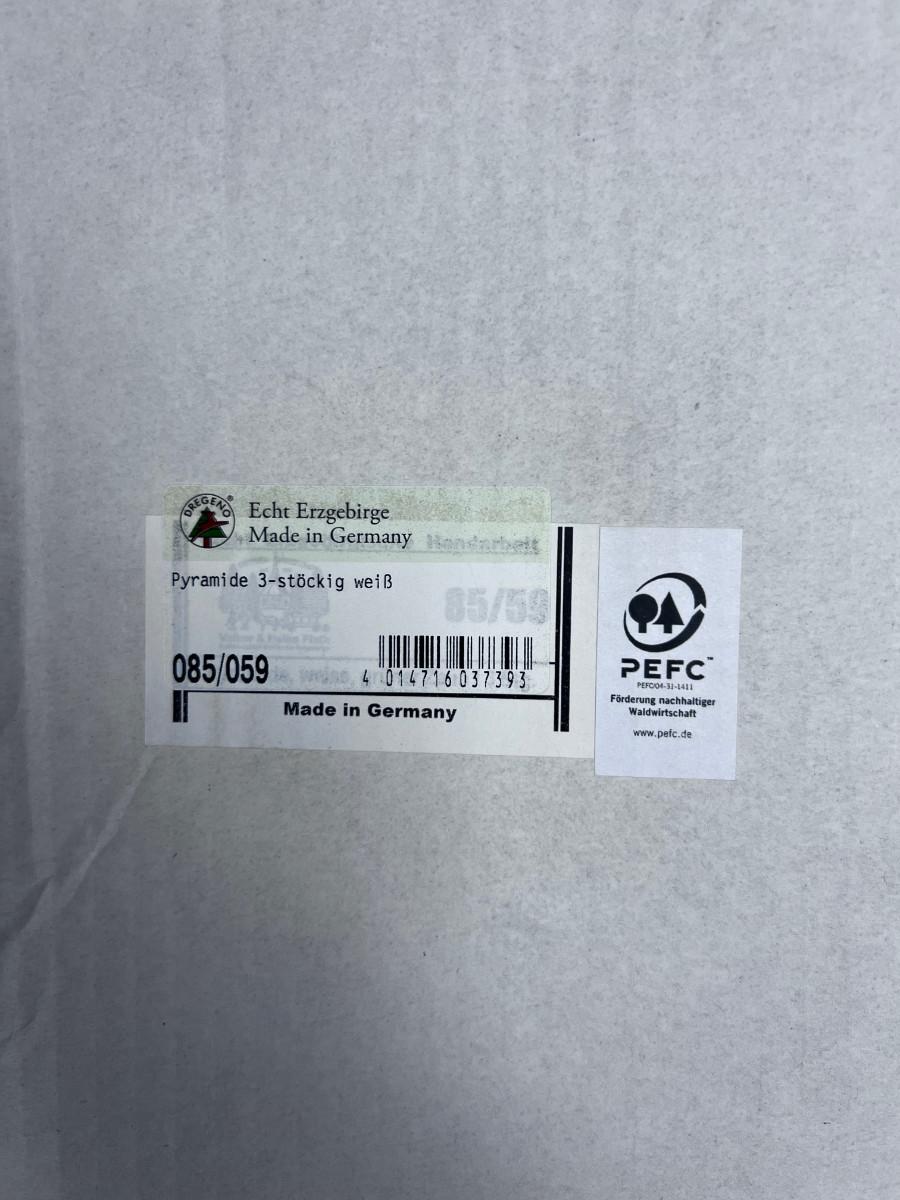 DREGENO®
Echt Erzgebirge
Made in Germany
Handarbeit
Pyramide 3-stöckig weiß
85/59
085/059
4 014716 037393
Made in Germany
PEFC™
PEFC/04-31-1411
Förderung nachhaltiger
Waldwirtschaft
www.pefc.de